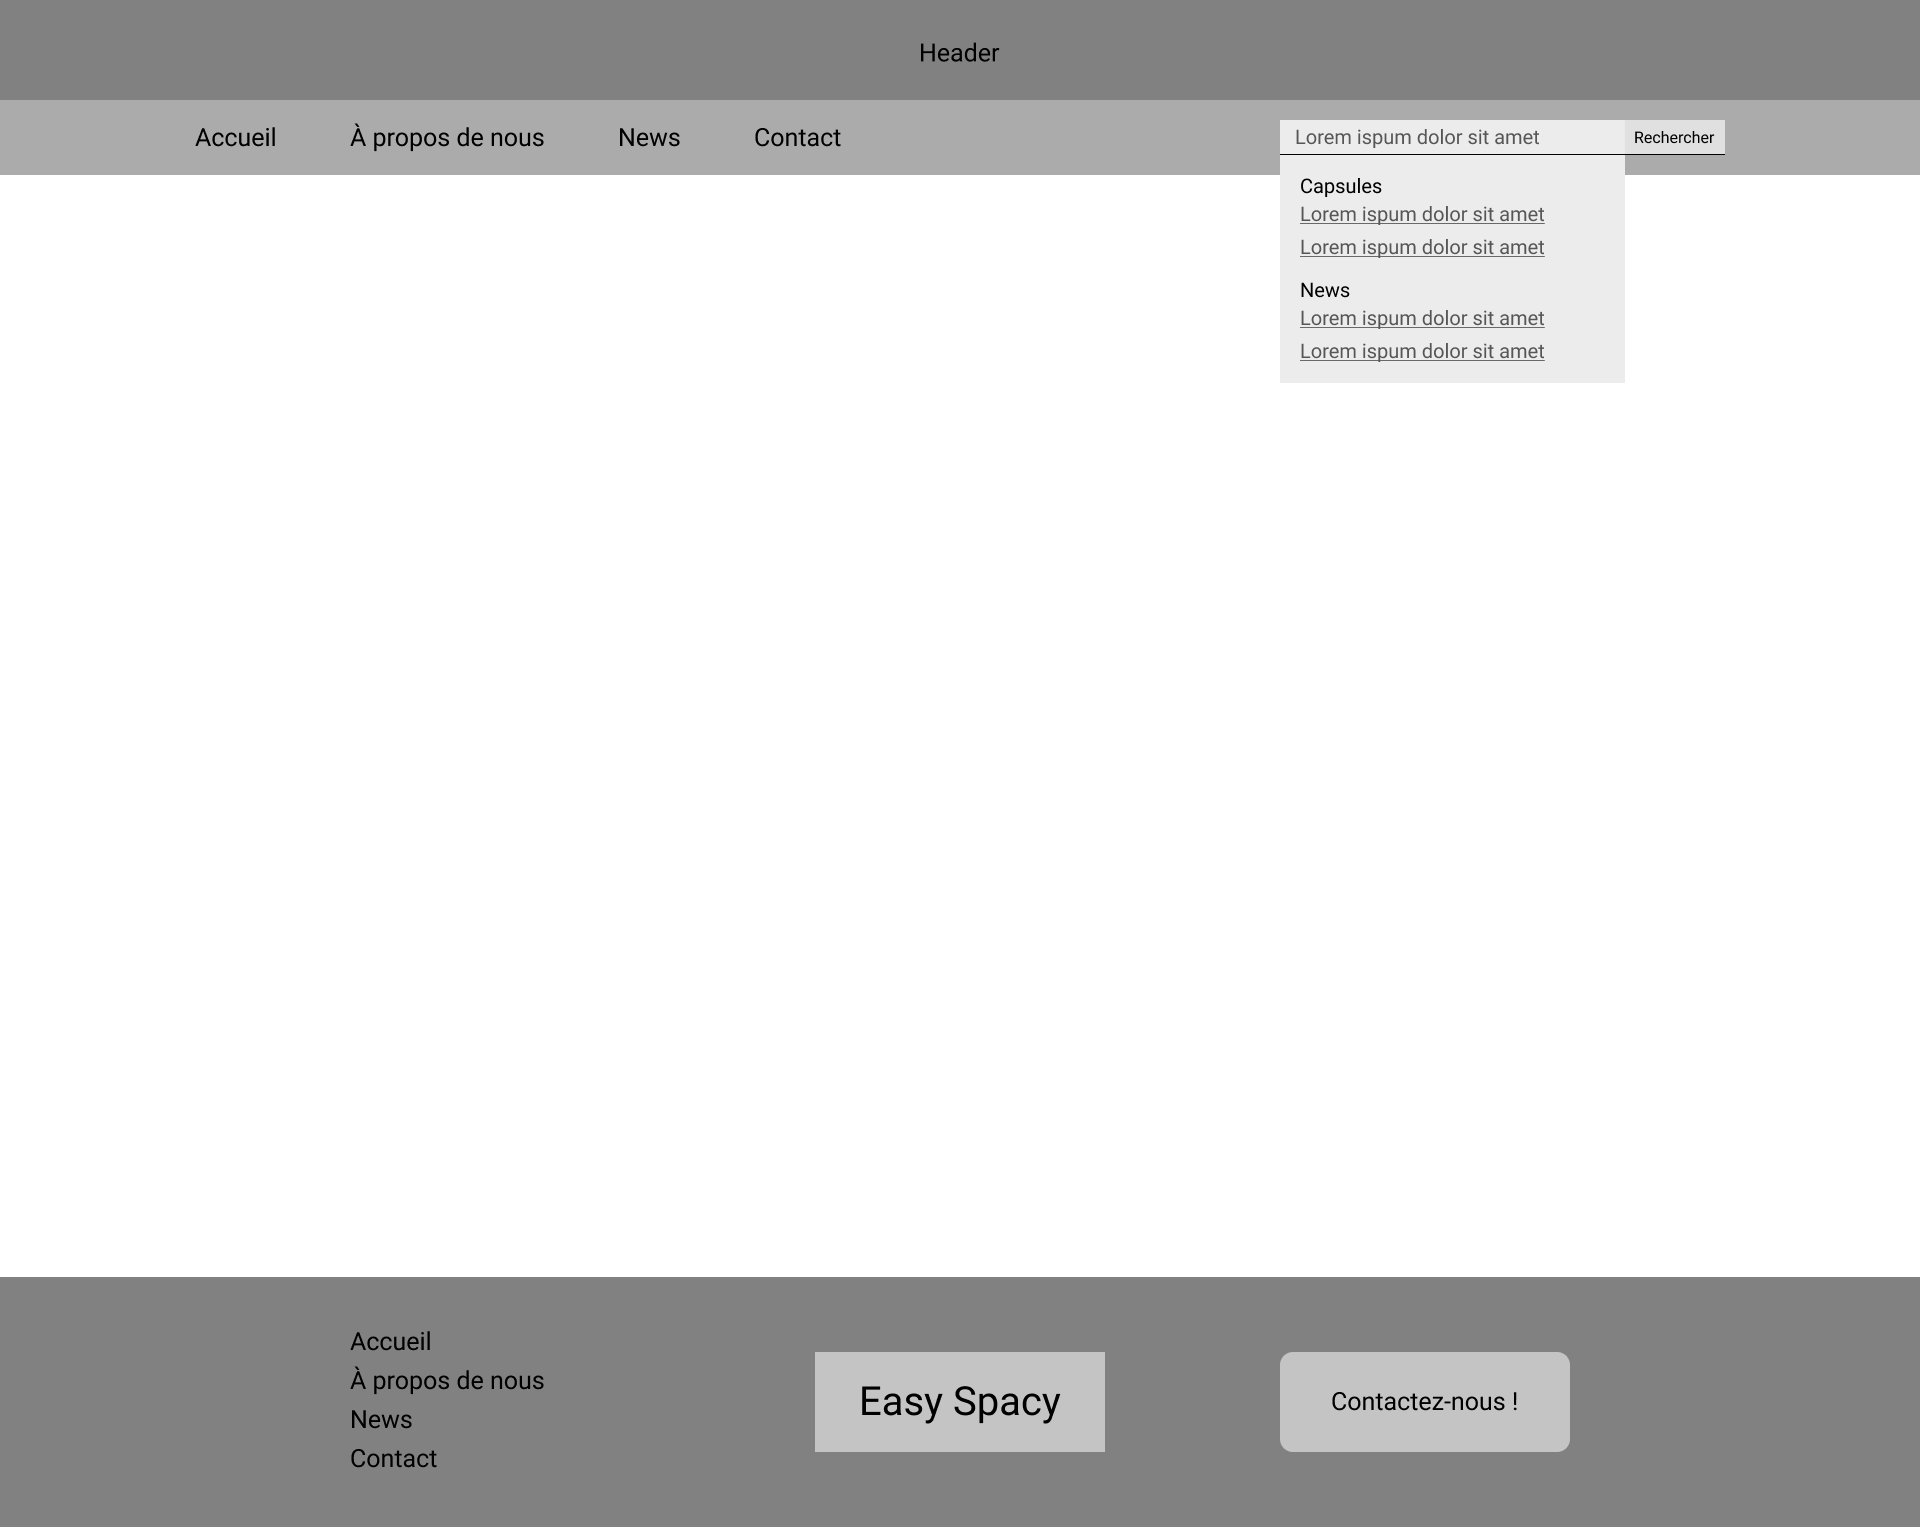 Header
Accueil À propos de nous News Contact Lorem ispum dolor sit amet Rechercher
Capsules
Lorem ispum dolor sit amet
Lorem ispum dolor sit amet
News
Lorem ispum dolor sit amet
Lorem ispum dolor sit amet
Accueil
À propos de nous
News
Contact
Easy Spacy
Contactez-nous !